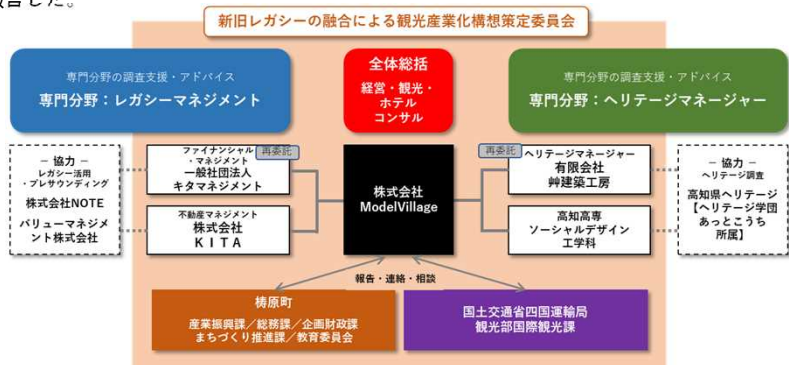 告した。
新旧レガシーの融合による観光産業化構想策定委員会
専門分野の調査支援・アドバイス
専門分野：レガシーマネジメント
全体総括
経営・観光・
ホテル
コンサル
専門分野の調査支援・アドバイス
専門分野：ヘリテージマネージャー
― 協力 ―
レガシー活用
・プレサウンディング
株式会社NOTE
バリューマネジメ
ント株式会社
ファイナンシャル
・マネジメント
再委託
一般社団法人
キタマネジメント
不動産マネジメント
株式会社
ＫＩＴＡ
株式会社
ModelVillage
再委託
ヘリテージマネージャー
有限会社
艸建築工房
高知高専
ソーシャルデザイン
工学科
― 協力 ―
ヘリテージ調査
高知県ヘリテージ
【ヘリテージ学団
あっとこうち
所属】
報告・連絡・相談
梼原町
産業振興課／総務課／企画財政課
まちづくり推進課／教育委員会
国土交通省四国運輸局
観光部国際観光課